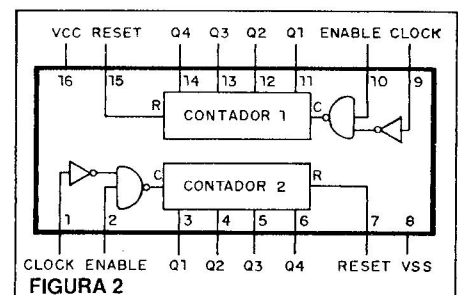 VCC RESET Q4 Q3 Q2 Q1 ENABLE CLOCK
16 15 14 13 12 11 10 9
R CONTADOR 1 C
C CONTADOR 2 R
1 2 3 4 5 6 7 8
CLOCK ENABLE Q1 Q2 Q3 Q4 RESET VSS
FIGURA 2